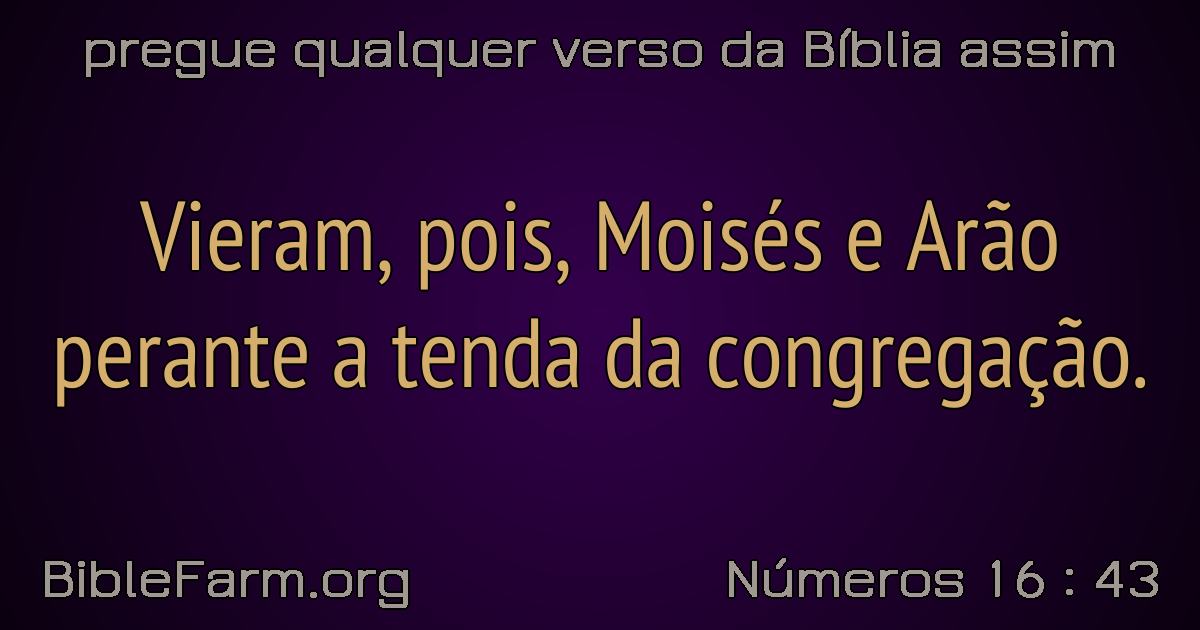 pregue qualquer verso da Bíblia assim
Vieram, pois, Moisés e Arão
perante a tenda da congregação.
BibleFarm.org
Números 16 : 43